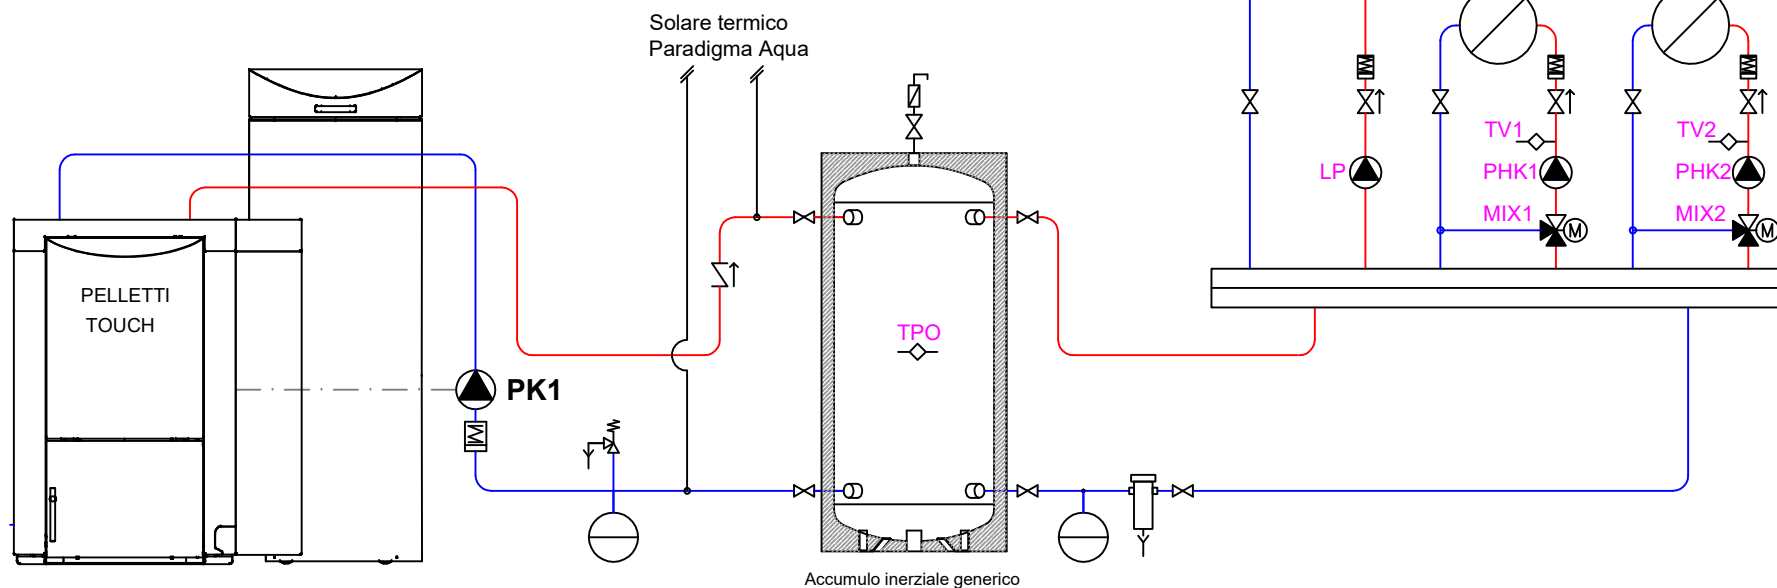 Solare termico
Paradigma Aqua
TV1
TV2
LP
PHK1
PHK2
MIX1
MIX2
M
M
PELLETTI
TOUCH
TPO
PK1
Accumulo inerziale generico